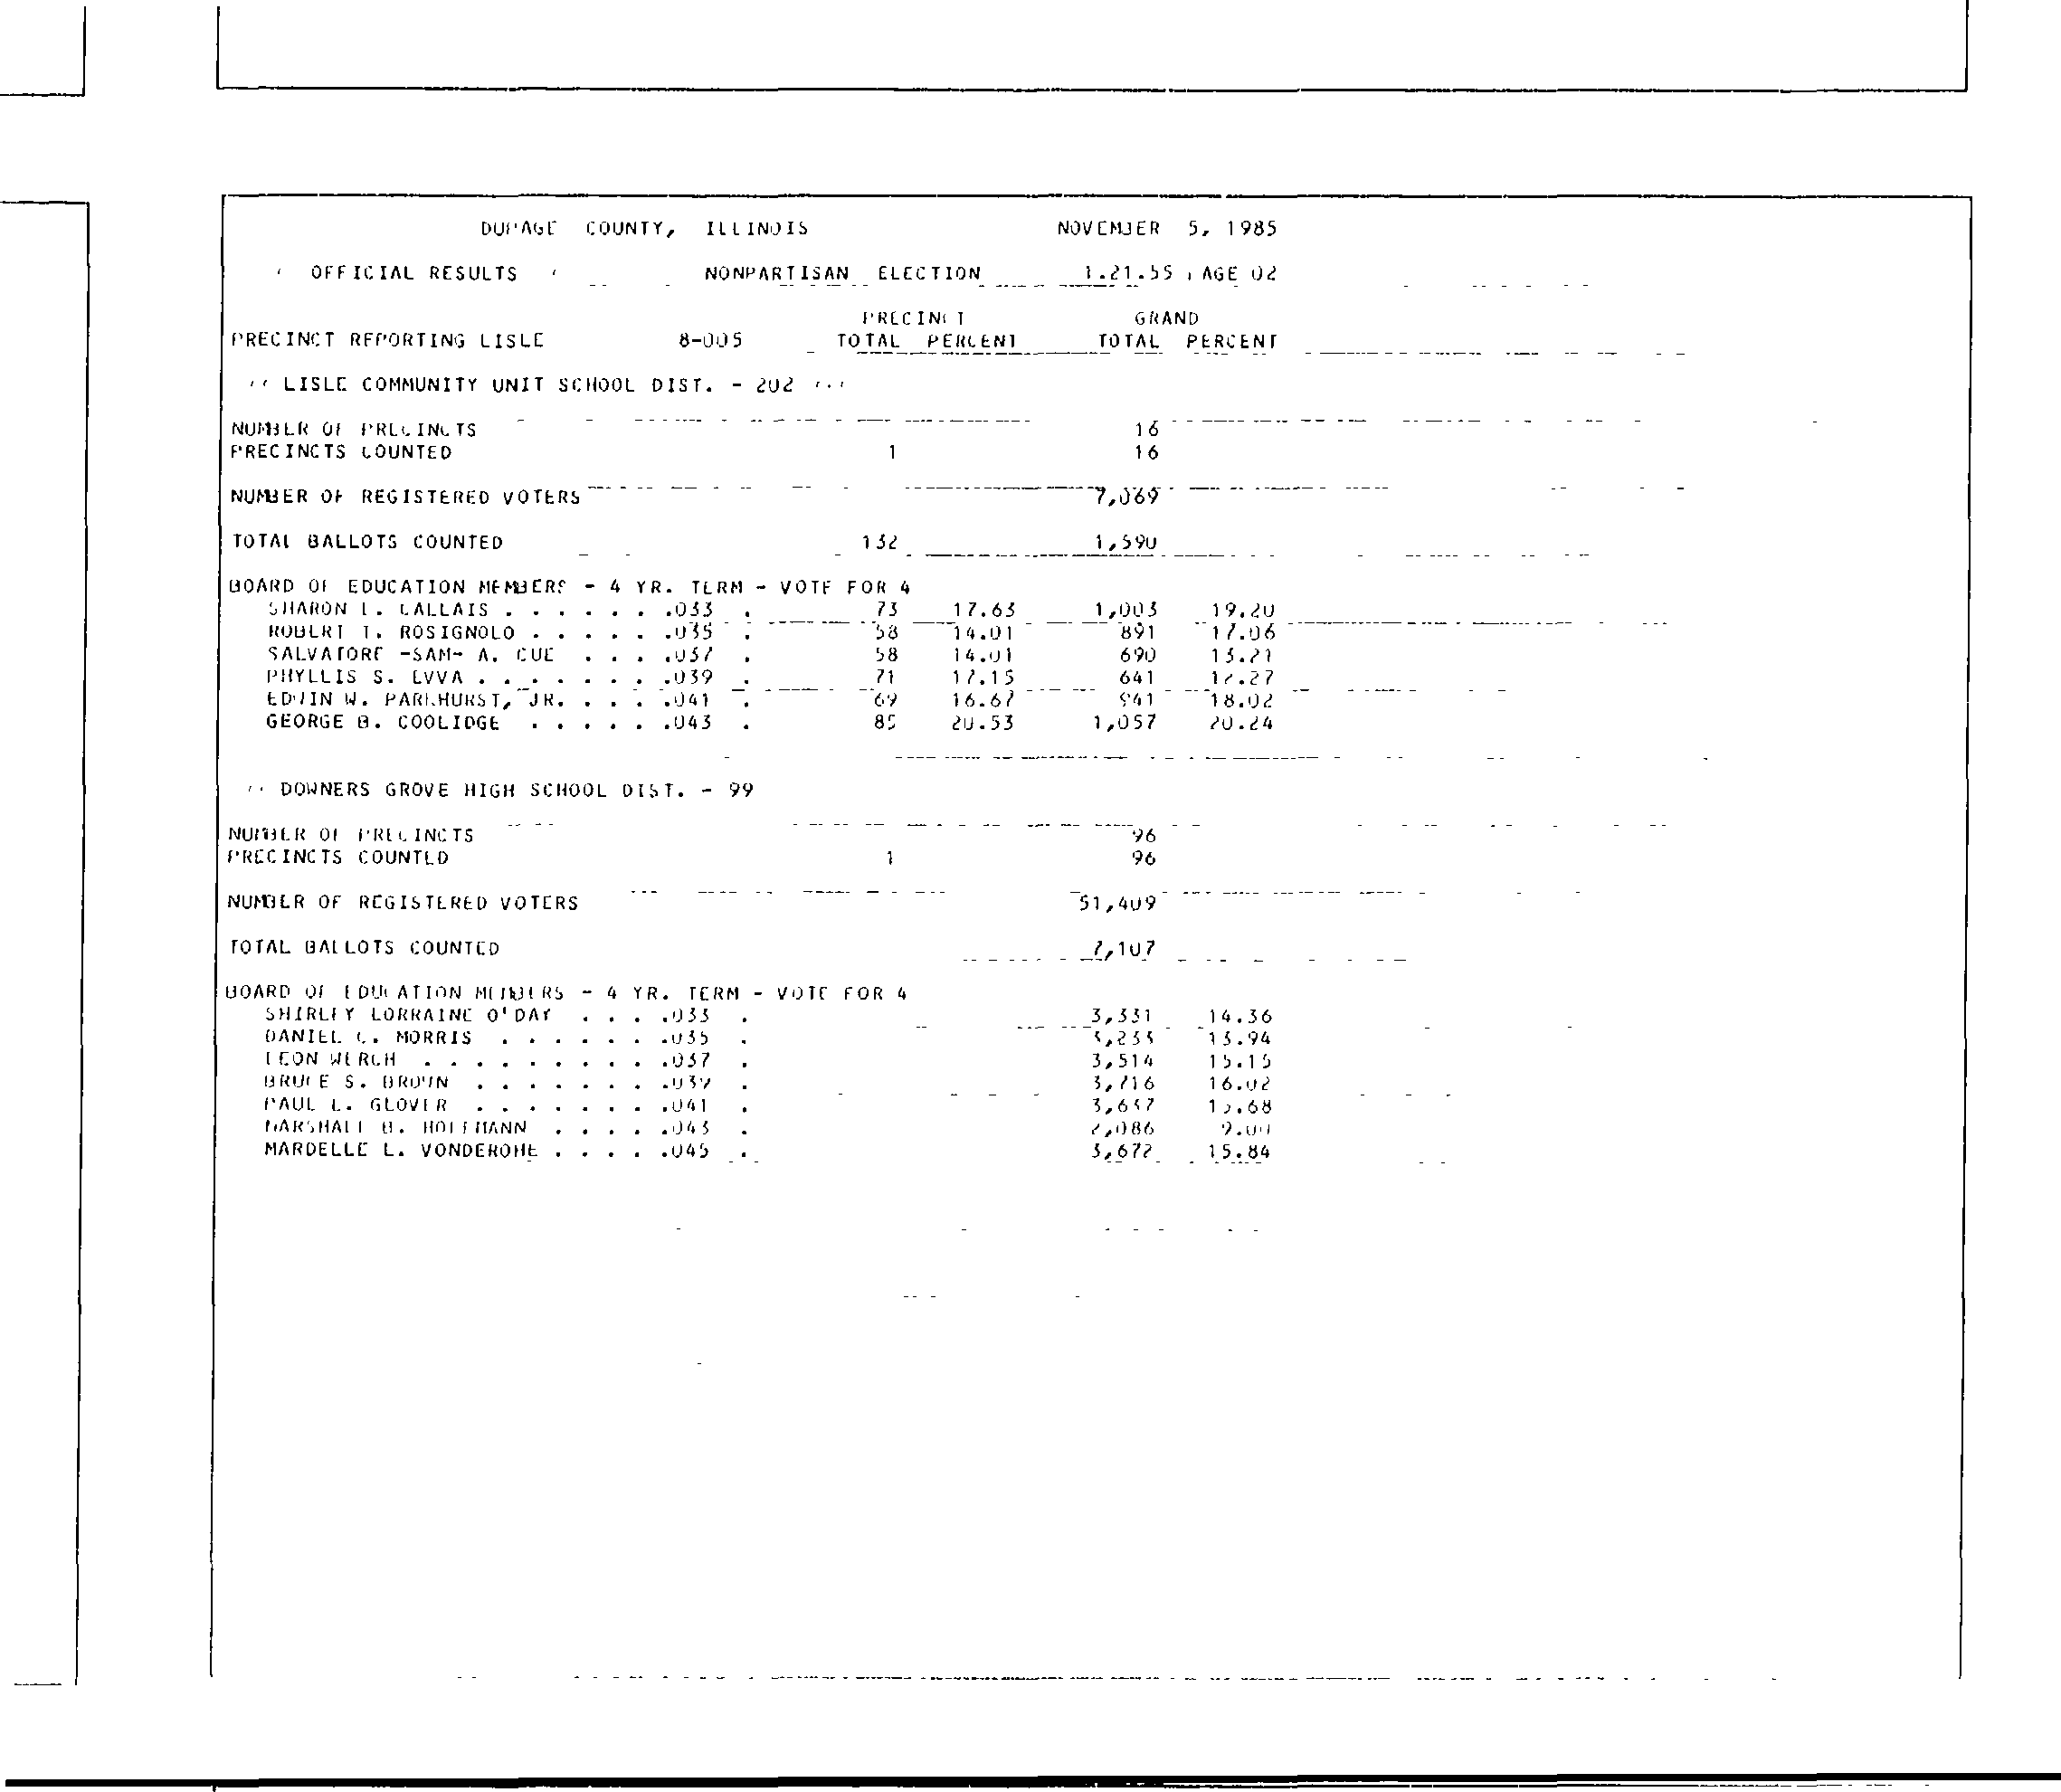 DUPAGE COUNTY, ILLINOIS NOVEMBER 5, 1985
OFFICIAL RESULTS NONPARTISAN ELECTION 1.21.55 PAGE 02
PRECINCT GRAND
PRECINCT REPORTING LISLE 8-005 TOTAL PERCENT TOTAL PERCENT
LISLE COMMUNITY UNIT SCHOOL DIST. - 202
NUMBER OF PRECINCTS 16
PRECINCTS COUNTED 1 16
NUMBER OF REGISTERED VOTERS 7,069
TOTAL BALLOTS COUNTED 132 1,590
BOARD OF EDUCATION MEMBERS - 4 YR. TERM - VOTE FOR 4
SHARON L. CALLAIS . . . . . . .033 . 73 17.63 1,003 19.20
ROBERT T. ROSIGNOLO . . . . . .035 . 58 14.01 891 17.06
SALVATORE -SAM- A. CUE . . . .037 . 58 14.01 690 13.21
PHYLLIS S. . . . . . . . .039 . 71 17.15 641 12.27
EDWIN W. PARKHURST, JR. . . . .041 . 69 16.67 941 18.02
GEORGE B. COOLIDGE . . . . . .043 . 85 20.53 1,057 20.24
DOWNERS GROVE HIGH SCHOOL DIST. - 99
NUMBER OF PRECINCTS 96
PRECINCTS COUNTED 1 96
NUMBER OF REGISTERED VOTERS 51,409
TOTAL BALLOTS COUNTED 7,107
BOARD OF EDUCATION MEMBERS - 4 YR. TERM - VOTE FOR 4
SHIRLEY LORRAINE O'DAY . . . .033 . 3,331 14.36
DANIEL C. MORRIS . . . . . . .035 . 3,233 13.94
LEON . . . . . . . . . .037 . 3,514 15.15
BRUCE S. BROWN . . . . . . . .039 . 3,716 16.02
PAUL L. GLOVER . . . . . . . .041 . 3,637 15.68
MARSHALL B. HOFFMANN . . . . .043 . 2,086
MARDELLE L. VONDEROHE . . . . .045 . 3,672 15.84